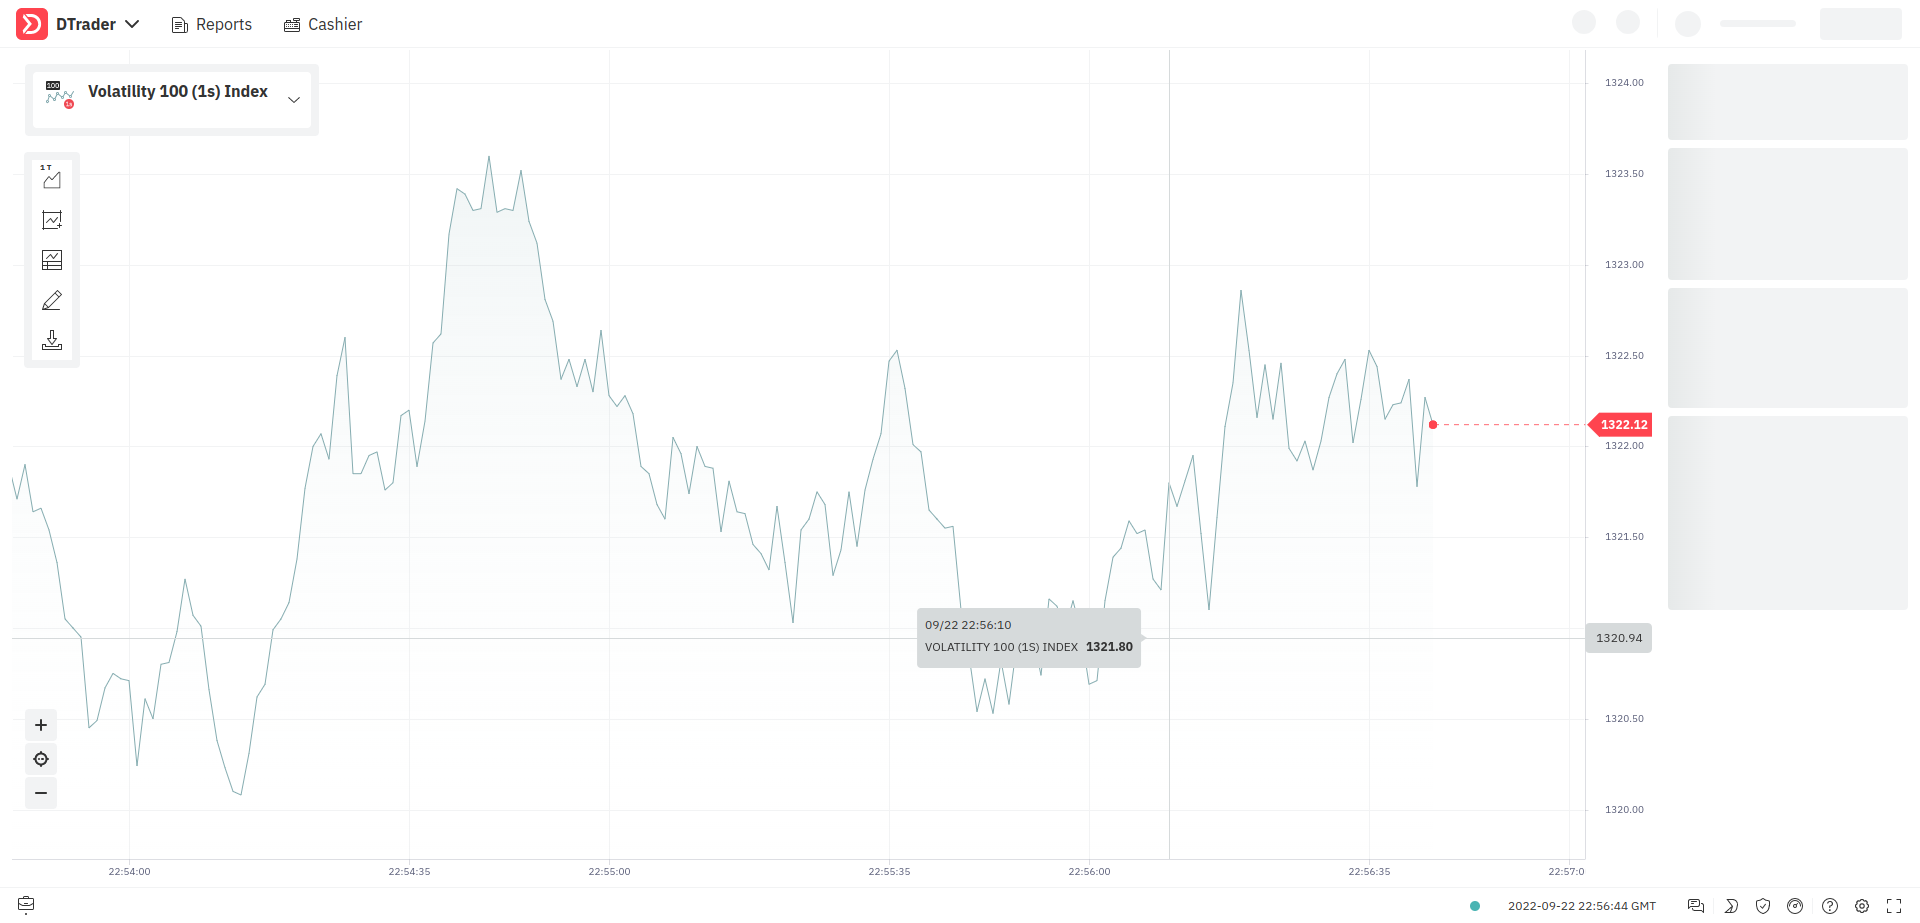 DTrader
Reports
Cashier
100
Volatility 100 (1s) Index
1s
1T
1324.00
1323.50
1323.00
1322.50
1322.12
1322.00
1321.50
1320.94
1320.50
1320.00
09/22 22:56:10
VOLATILITY 100 (1S) INDEX 1321.80
22:54:00
22:54:35
22:55:00
22:55:35
22:56:00
22:56:35
22:57:0
2022-09-22 22:56:44 GMT